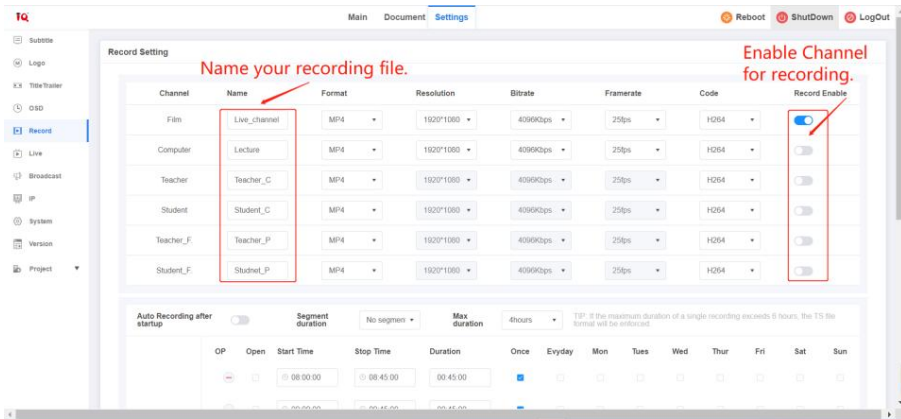 TQ Main Document Settings Reboot ShutDown LogOut
Subtitle
Logo
TitleTrailer
OSD
Record
Live
Broadcast
IP
System
Version
Project
Record Setting
Name your recording file.
Enable Channel
for recording.
Channel Name Format Resolution Bitrate Framerate Code Record Enable
Film Live_channel MP4 1920*1080 4096Kbps 25fps H264
Computer Lecture MP4 1920*1080 4096Kbps 25fps H264
Teacher Teacher_C MP4 1920*1080 4096Kbps 25fps H264
Student Student_C MP4 1920*1080 4096Kbps 25fps H264
Teacher_F. Teacher_P MP4 1920*1080 4096Kbps 25fps H264
Student_F. Studnet_P MP4 1920*1080 4096Kbps 25fps H264
Auto Recording after
startup
Segment
duration
No segmen
Max
duration
4hours
TIP: If the maximum duration of a single recording exceeds 6 hours, the TS file
format will be enforced
OP Open Start Time Stop Time Duration Once Evyday Mon Tues Wed Thur Fri Sat Sun
08:00:00 08:45:00 00:45:00